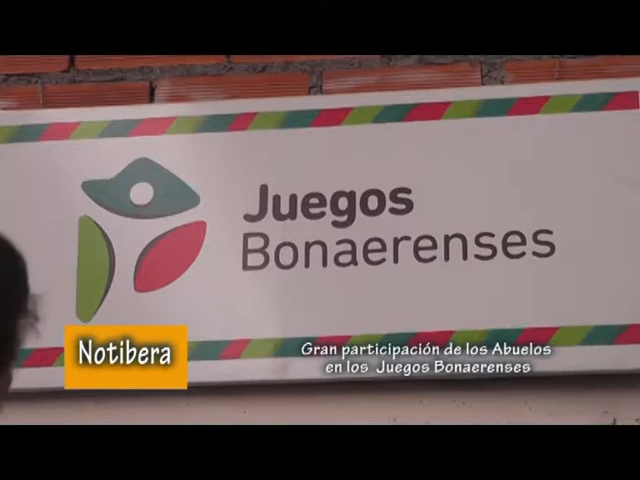 Juegos
Bonaerenses
Notibera
Gran participación de los Abuelos
en los Juegos Bonaerenses